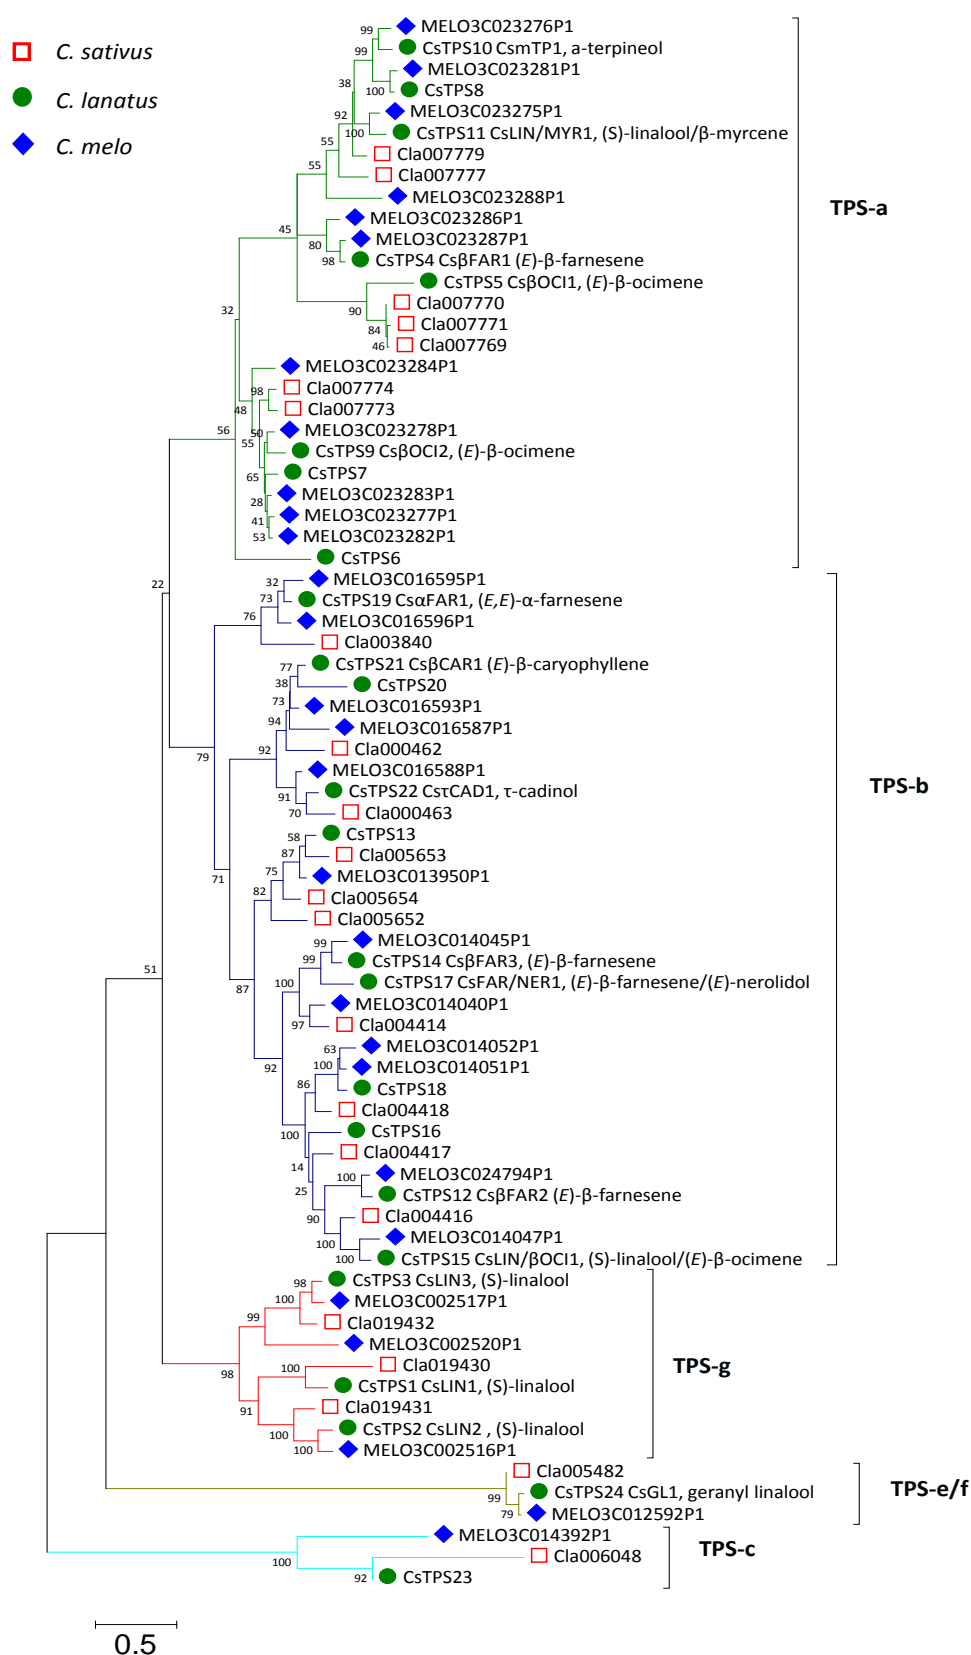 C. sativus
C. lanatus
C. melo
99
MELO3C023276P1
99
CsTPS10 CsmTP1, a-terpineol
MELO3C023281P1
38
100
CsTPS8
MELO3C023275P1
92
100
CsTPS11 CsLIN/MYR1, (S)-linalool/β-myrcene
55
Cla007779
55
Cla007777
MELO3C023288P1
TPS-a
MELO3C023286P1
45
80
MELO3C023287P1
98
CsTPS4 CsβFAR1 (E)-β-farnesene
CsTPS5 CsβOCI1, (E)-β-ocimene
90
Cla007770
32
84
Cla007771
46
Cla007769
MELO3C023284P1
98
Cla007774
48
Cla007773
56
50
MELO3C023278P1
55
CsTPS9 CsβOCI2, (E)-β-ocimene
65
CsTPS7
28
MELO3C023283P1
41
MELO3C023277P1
53
MELO3C023282P1
CsTPS6
22
32
MELO3C016595P1
73
CsTPS19 CsαFAR1, (E,E)-α-farnesene
76
MELO3C016596P1
Cla003840
77
CsTPS21 CsβCAR1 (E)-β-caryophyllene
38
CsTPS20
73
MELO3C016593P1
94
MELO3C016587P1
79
92
Cla000462
MELO3C016588P1
91
CsTPS22 CsτCAD1, τ-cadinol
TPS-b
70
Cla000463
58
CsTPS13
87
Cla005653
71
75
MELO3C013950P1
82
Cla005654
Cla005652
99
MELO3C014045P1
99
CsTPS14 CsβFAR3, (E)-β-farnesene
51
87
100
CsTPS17 CsFAR/NER1, (E)-β-farnesene/(E)-nerolidol
MELO3C014040P1
97
Cla004414
63
MELO3C014052P1
92
100
MELO3C014051P1
86
CsTPS18
Cla004418
100
CsTPS16
14
Cla004417
25
100
MELO3C024794P1
CsTPS12 CsβFAR2 (E)-β-farnesene
90
Cla004416
100
MELO3C014047P1
100
CsTPS15 CsLIN/βOCI1, (S)-linalool/(E)-β-ocimene
98
CsTPS3 CsLIN3, (S)-linalool
100
MELO3C002517P1
99
Cla019432
MELO3C002520P1
98
100
Cla019430
TPS-g
CsTPS1 CsLIN1, (S)-linalool
91
Cla019431
100
CsTPS2 CsLIN2 , (S)-linalool
100
MELO3C002516P1
Cla005482
99
CsTPS24 CsGL1, geranyl linalool
TPS-e/f
79
MELO3C012592P1
MELO3C014392P1
100
Cla006048
TPS-c
92
CsTPS23
0.5